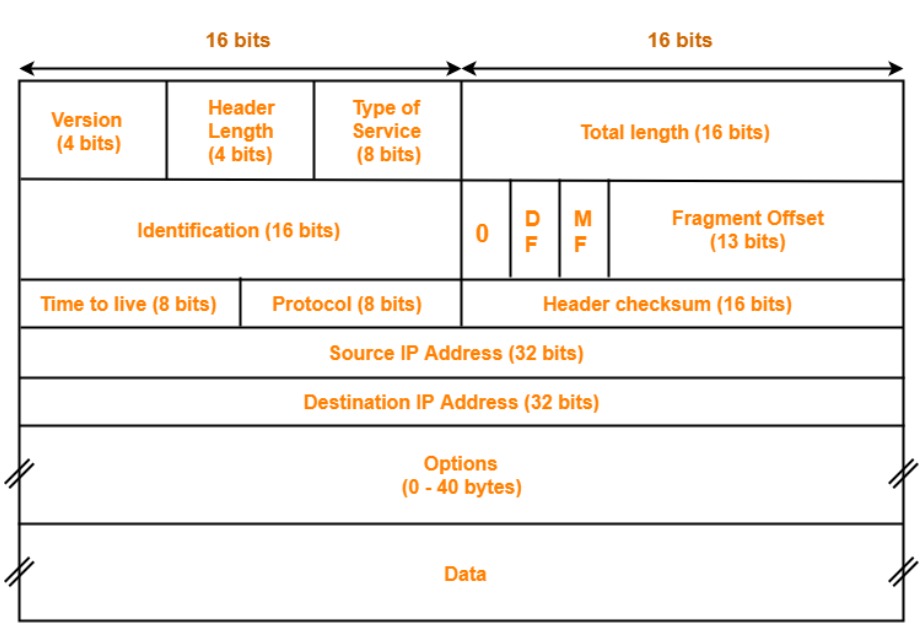 16 bits
16 bits
Version
(4 bits)
Header
Length
(4 bits)
Type of
Service
(8 bits)
Total length (16 bits)
Identification (16 bits)
0
D
F
M
F
Fragment Offset
(13 bits)
Time to live (8 bits)
Protocol (8 bits)
Header checksum (16 bits)
Source IP Address (32 bits)
Destination IP Address (32 bits)
Options
(0 - 40 bytes)
Data